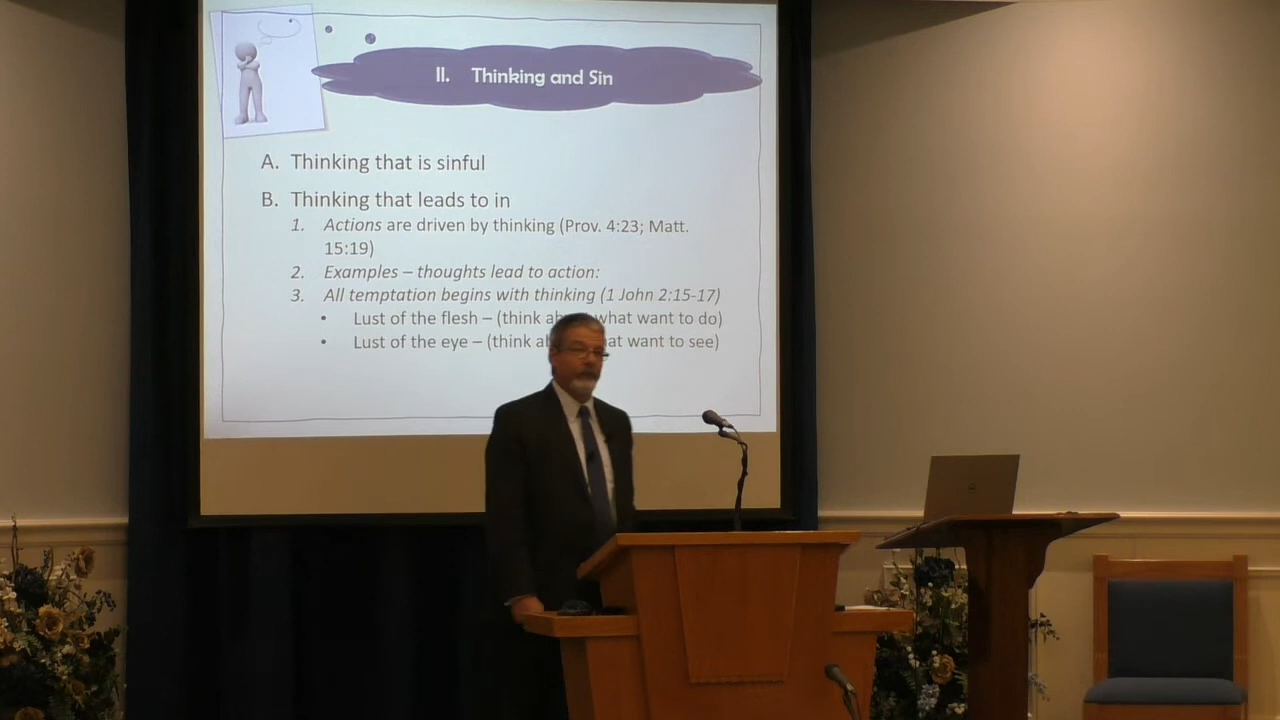 II. Thinking and Sin
A. Thinking that is sinful
B. Thinking that leads to in
1. Actions are driven by thinking (Prov. 4:23; Matt.
15:19)
2. Examples – thoughts lead to action:
3. All temptation begins with thinking (1 John 2:15-17)
• Lust of the flesh – (think what want to do)
• Lust of the eye – (think want to see)